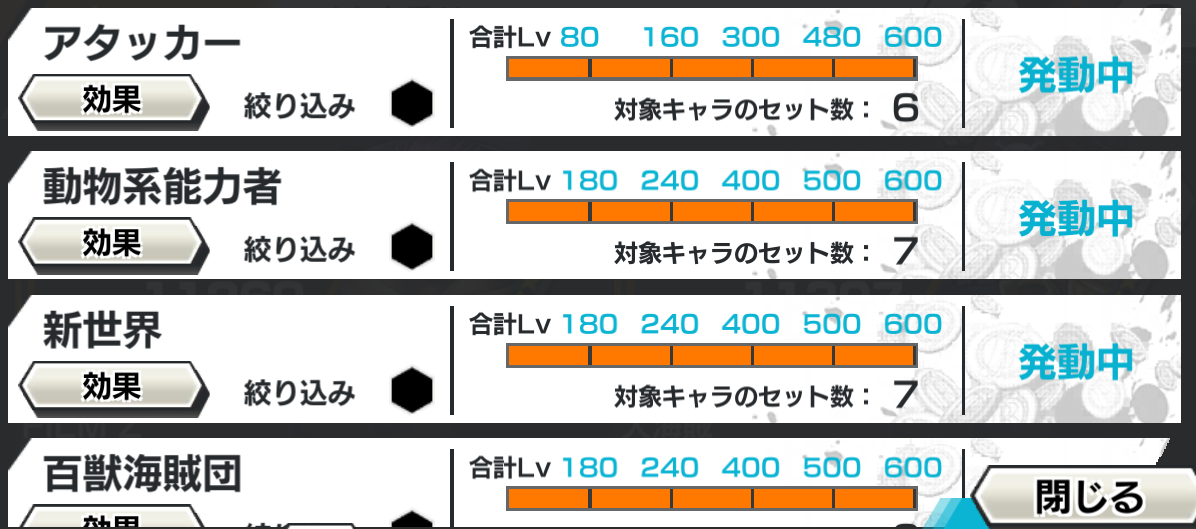 アタッカー
合計Lv 80 160 300 480 600
効果 絞り込み
対象キャラのセット数： 6
発動中
動物系能力者
合計Lv 180 240 400 500 600
効果 絞り込み
対象キャラのセット数： 7
発動中
新世界
合計Lv 180 240 400 500 600
効果 絞り込み
対象キャラのセット数： 7
発動中
百獣海賊団
合計Lv 180 240 400 500 600
効果
閉じる